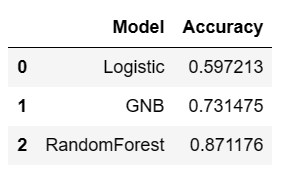 Model Accuracy
0 Logistic 0.597213
1 GNB 0.731475
2 RandomForest 0.871176